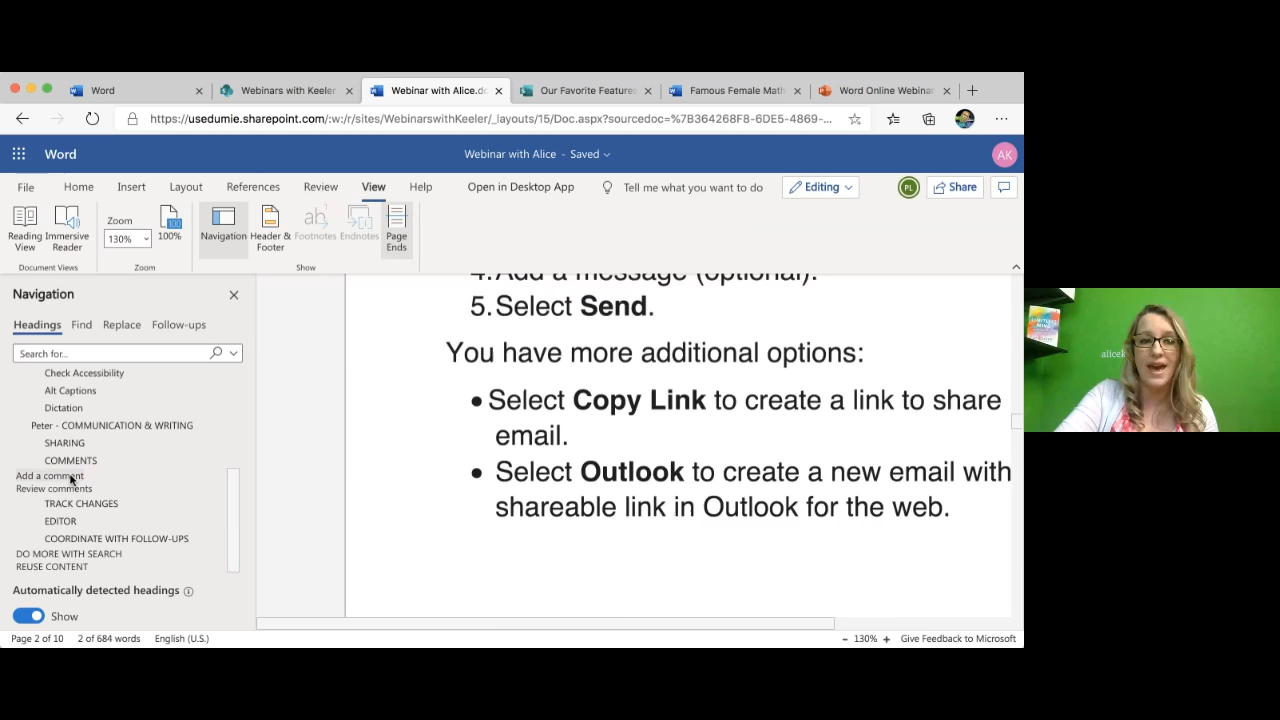 Word
Webinars with Keeler
Webinar with Alice.do
Our Favorite Features
Famous Female Math
Word Online Webinar
https://usedumie.sharepoint.com/:w:/r/sites/WebinarswithKeeler/_layouts/15/Doc.aspx?sourcedoc=%7B364268F8-6DE5-4869-...
Word
Webinar with Alice - Saved
AK
File Home Insert Layout References Review View Help Open in Desktop App Tell me what you want to do Editing PL Share
Reading View
Immersive Reader
Zoom
130%
100%
Navigation
Header & Footer
Footnotes
Endnotes
Page Ends
Document Views
Zoom
Show
Navigation
Headings Find Replace Follow-ups
Search for...
Check Accessibility
Alt Captions
Dictation
Peter - COMMUNICATION & WRITING
SHARING
COMMENTS
Add a comment
Review comments
TRACK CHANGES
EDITOR
COORDINATE WITH FOLLOW-UPS
DO MORE WITH SEARCH
REUSE CONTENT
Automatically detected headings
Show
4. Add a message (optional).
5. Select Send.
You have more additional options:
• Select Copy Link to create a link to share
email.
• Select Outlook to create a new email with
shareable link in Outlook for the web.
Page 2 of 10 2 of 684 words English (U.S.)
- 130% + Give Feedback to Microsoft
alicek